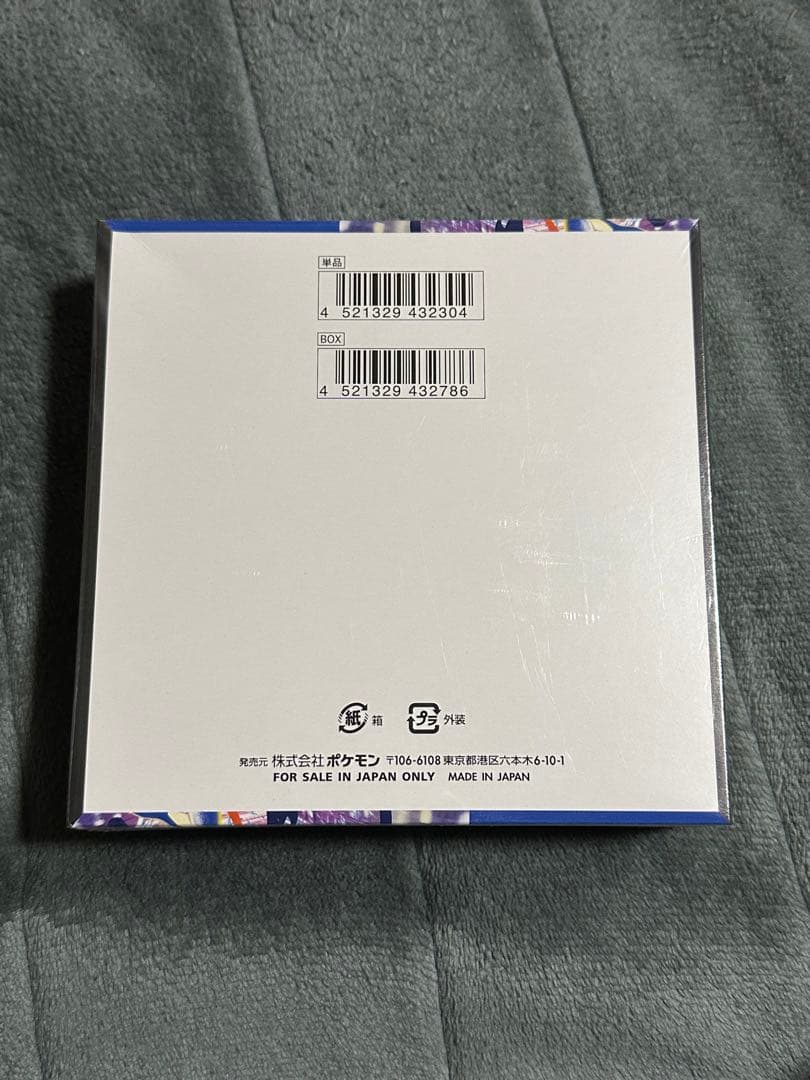 単品
4 521329 432304
BOX
4 521329 432786
紙 箱 プラ 外装
発売元 株式会社ポケモン 〒106-6108 東京都港区六本木6-10-1
FOR SALE IN JAPAN ONLY MADE IN JAPAN